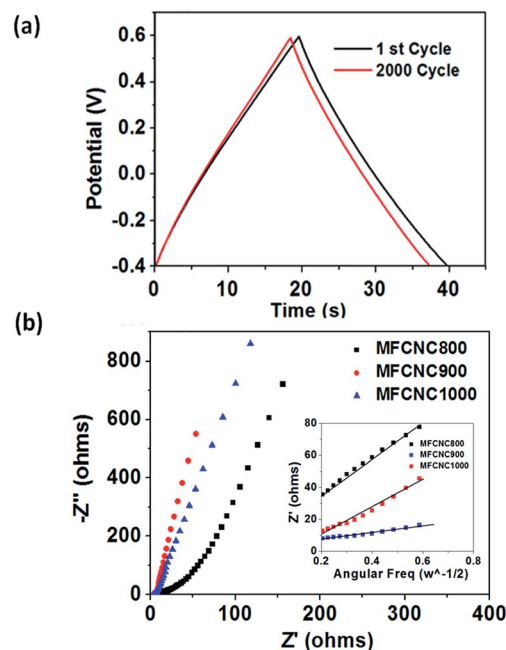 (a)
0.6
0.4
0.2
0.0
-0.2
-0.4
Potential (V)
1 st Cycle
2000 Cycle
0 10 20 30 40
Time (s)
(b)
800
600
400
200
0
-Z" (ohms)
MFCNC800
MFCNC900
MFCNC1000
80
60
40
20
0
Z' (ohms)
MFCNC800
MFCNC900
MFCNC1000
0.2 0.4 0.6 0.8
Angular Freq (w^-1/2)
0 100 200 300 400
Z' (ohms)